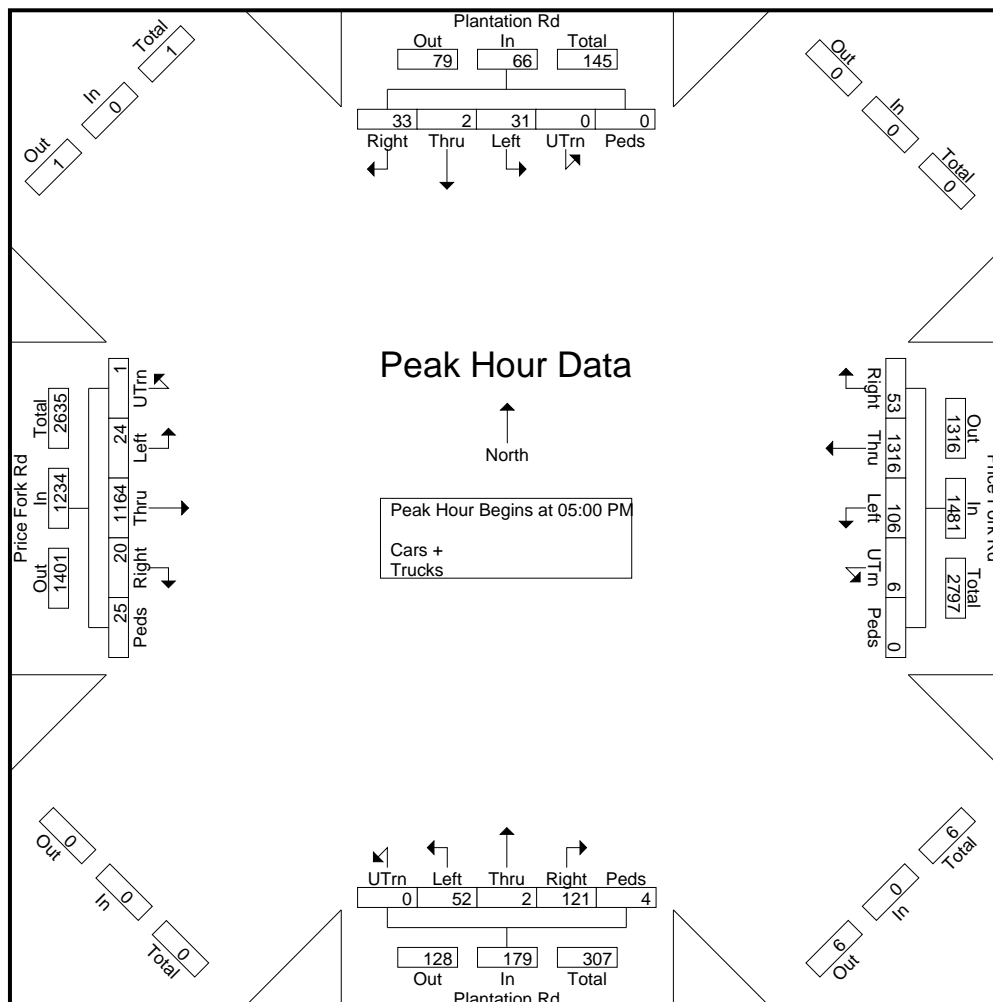 Plantation Rd
Out In Total
79 66 145
33 2 31 0 0
Right Thru Left UTrn Peds
Total
1
In
0
Out
1
Out
0
In
0
Total
0
Price Fork Rd
Total In Out
2635 1234 1401
1 24 1164 20 25
UTrn Left Thru Right Peds
Peak Hour Data
North
Peak Hour Begins at 05:00 PM
Cars +
Trucks
Right Thru Left UTrn Peds
53 1316 106 6 0
Out In Total
1316 1481 2797
Price Fork Rd
Out
0
In
0
Total
0
UTrn Left Thru Right Peds
0 52 2 121 4
128 179 307
Out In Total
Plantation Rd
6
Total
0
In
6
Out